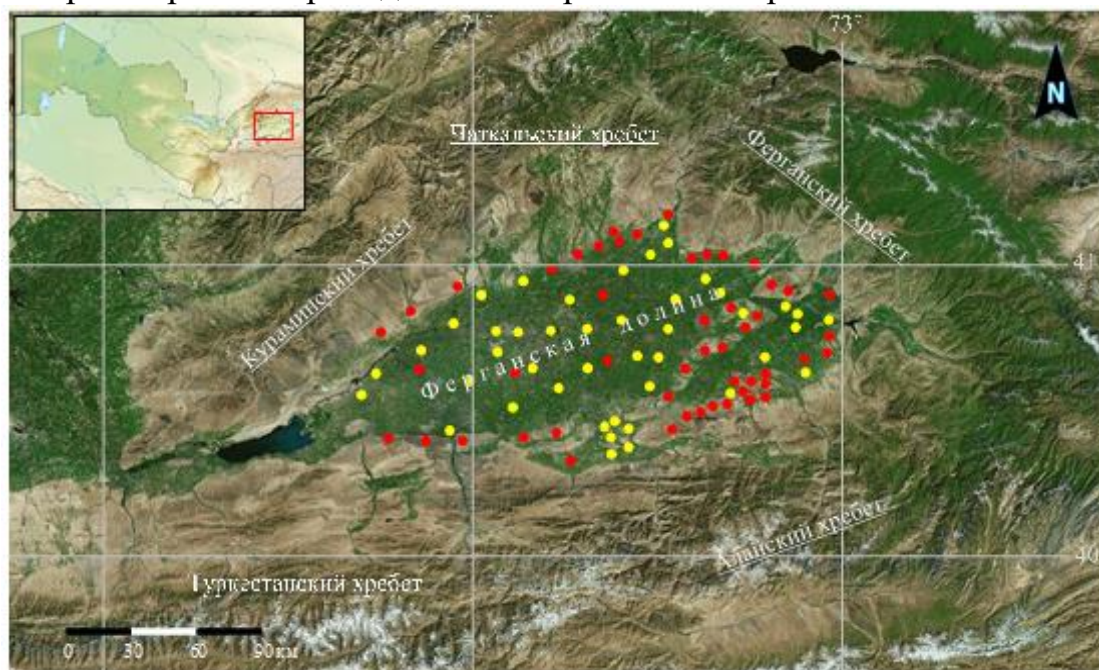 71°
73°
Чаткальский хребет
Ферганский хребет
Кураминский хребет
41
Ферганская долина
Алайский хребет
40
Туркестанский хребет
0 30 60 90 км
N